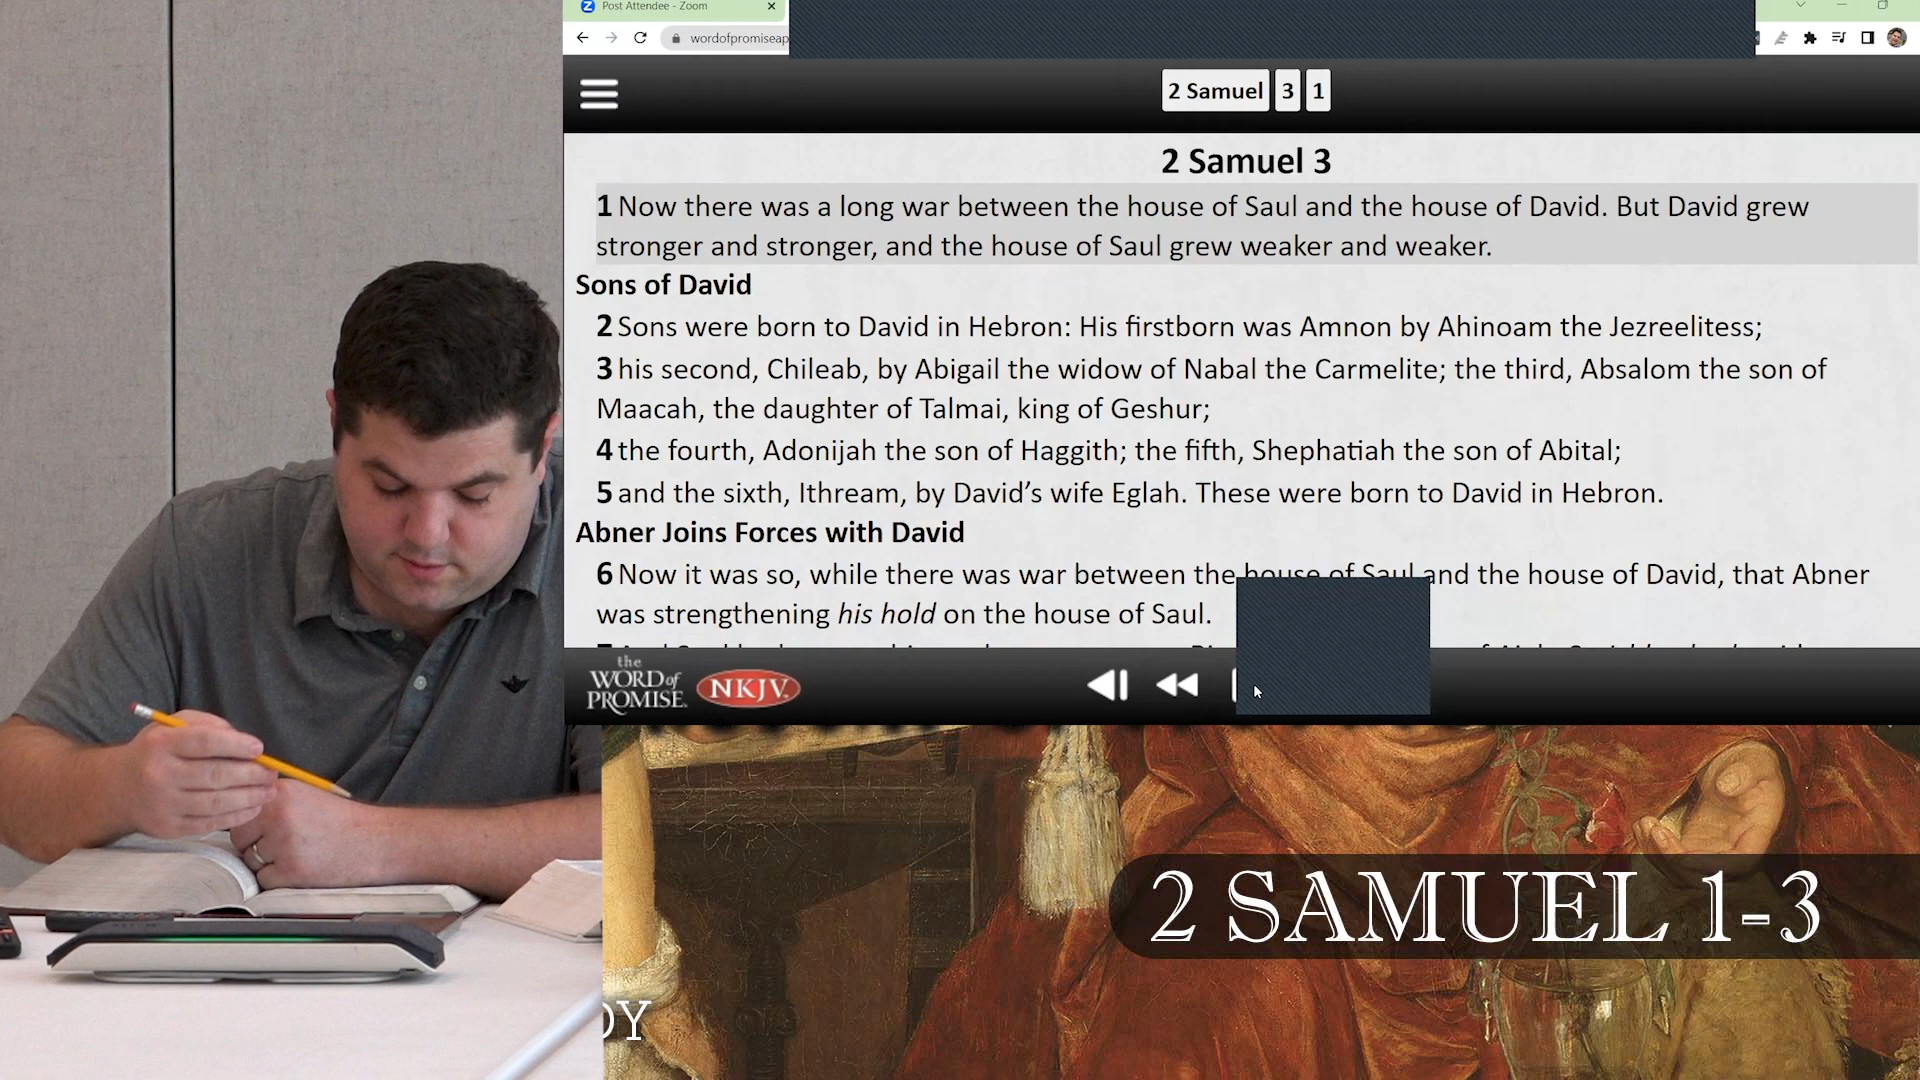 Post Attendee - Zoom
wordofpromiseap
2 Samuel 3 1
2 Samuel 3
1 Now there was a long war between the house of Saul and the house of David. But David grew
stronger and stronger, and the house of Saul grew weaker and weaker.
Sons of David
2 Sons were born to David in Hebron: His firstborn was Amnon by Ahinoam the Jezreelitess;
3 his second, Chileab, by Abigail the widow of Nabal the Carmelite; the third, Absalom the son of
Maacah, the daughter of Talmai, king of Geshur;
4 the fourth, Adonijah the son of Haggith; the fifth, Shephatiah the son of Abital;
5 and the sixth, Ithream, by David’s wife Eglah. These were born to David in Hebron.
Abner Joins Forces with David
6 Now it was so, while there was war between the house of Saul and the house of David, that Abner
was strengthening his hold on the house of Saul.
the
WORD of
PROMISE
NKJV
2 SAMUEL 1-3
DY